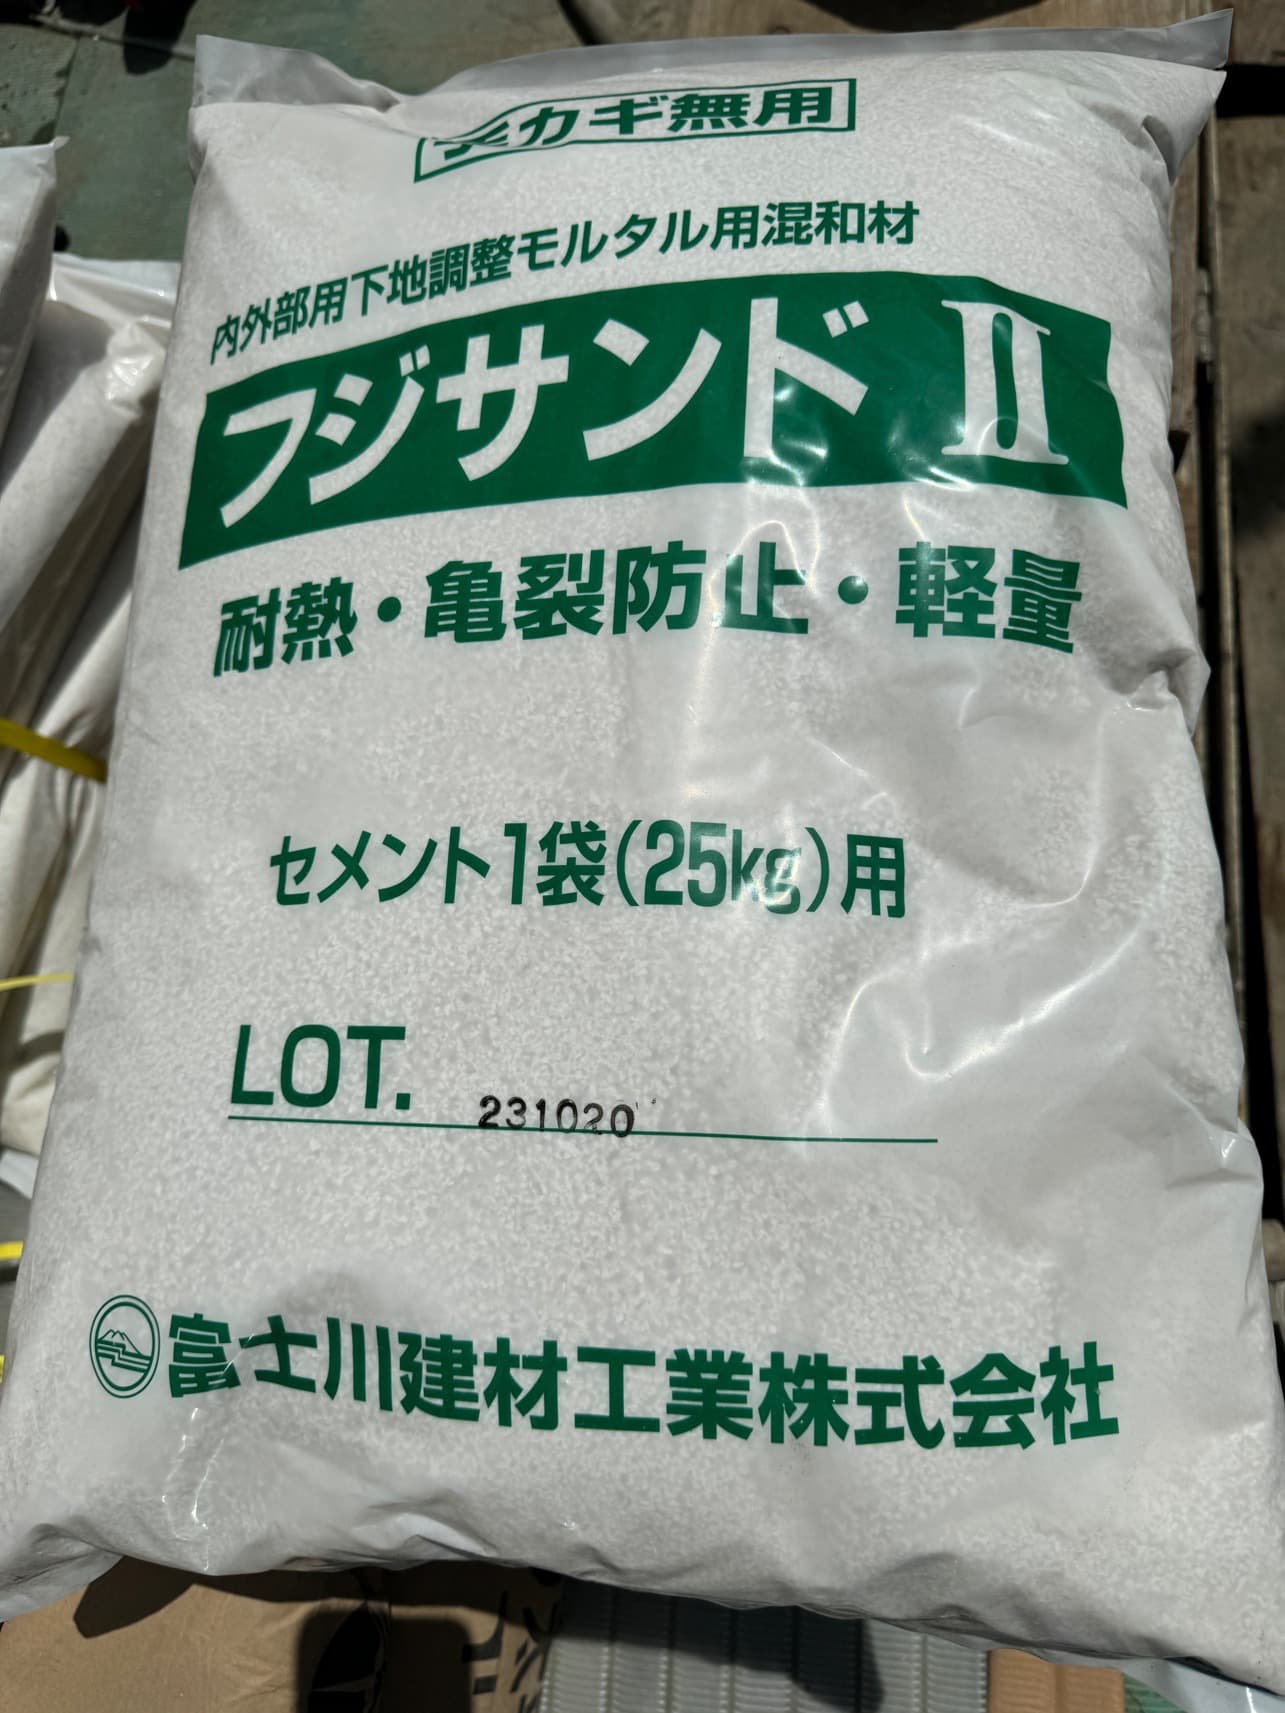 手カギ無用
内外部用下地調整モルタル用混和材
フジサンド II
耐熱・亀裂防止・軽量
セメント1袋(25kg)用
LOT. 231020
富士川建材工業株式会社